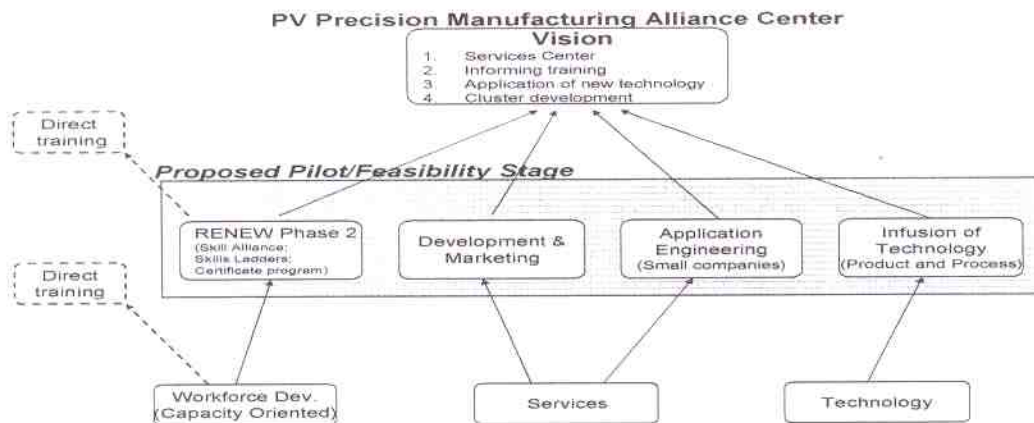 PV Precision Manufacturing Alliance Center
Vision
1. Services Center
2. Informing training
3 Application of new technology
4. Cluster development
Direct
training
Proposed Pilot/Feasibility Stage
RENEW Phase 2
(Skill Alliance;
Skills Ladders;
Certificate program)
Development &
Marketing
Application
Engineering
(Small companies)
Infusion of
Technology
(Product and Process)
Direct
training
Workforce Dev.
(Capacity Oriented)
Services
Technology